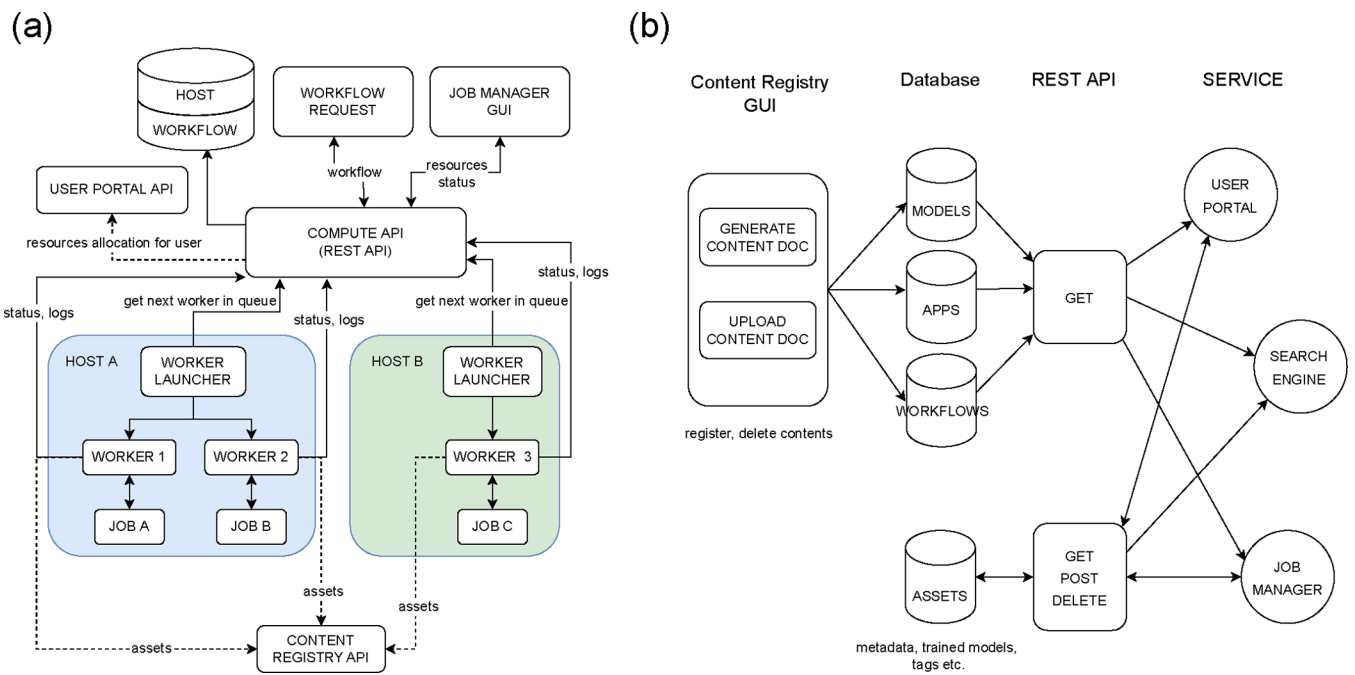 (a)
HOST
WORKFLOW
WORKFLOW
REQUEST
JOB MANAGER
GUI
workflow
resources
status
USER PORTAL API
resources allocation for user
COMPUTE API
(REST API)
status, logs
get next worker in queue
status, logs
get next worker in queue
status, logs
HOST A
WORKER
LAUNCHER
WORKER 1
WORKER 2
JOB A
JOB B
HOST B
WORKER
LAUNCHER
WORKER 3
JOB C
assets
assets
assets
CONTENT
REGISTRY API
(b)
Content Registry
GUI
Database
REST API
SERVICE
GENERATE
CONTENT DOC
UPLOAD
CONTENT DOC
register, delete contents
MODELS
APPS
WORKFLOWS
GET
USER
PORTAL
SEARCH
ENGINE
ASSETS
metadata, trained models,
tags etc.
GET
POST
DELETE
JOB
MANAGER